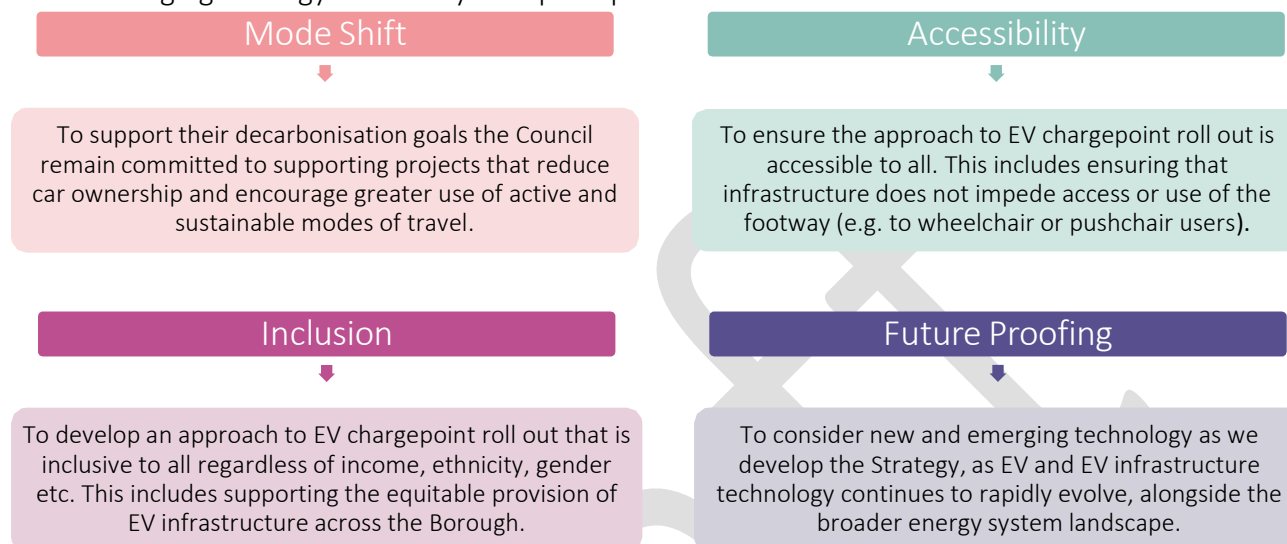 Mode Shift
To support their decarbonisation goals the Council
remain committed to supporting projects that reduce
car ownership and encourage greater use of active and
sustainable modes of travel.
Accessibility
To ensure the approach to EV chargepoint roll out is
accessible to all. This includes ensuring that
infrastructure does not impede access or use of the
footway (e.g. to wheelchair or pushchair users).
Inclusion
To develop an approach to EV chargepoint roll out that is
inclusive to all regardless of income, ethnicity, gender
etc. This includes supporting the equitable provision of
EV infrastructure across the Borough.
Future Proofing
To consider new and emerging technology as we
develop the Strategy, as EV and EV infrastructure
technology continues to rapidly evolve, alongside the
broader energy system landscape.